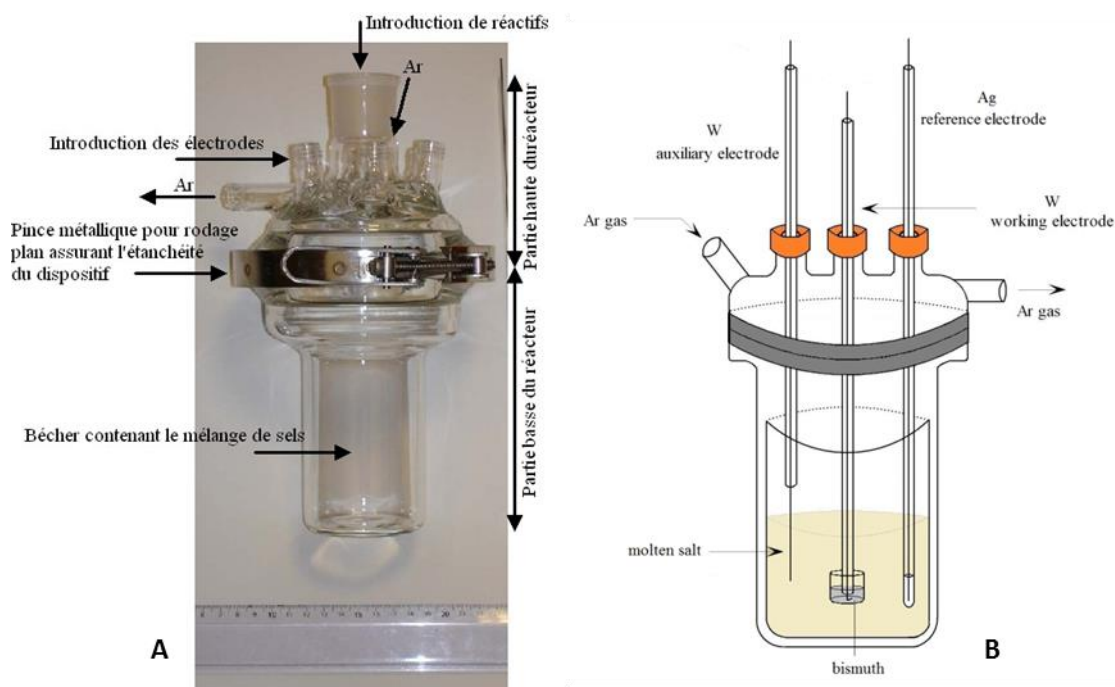 Introduction de réactifs
Ar
Introduction des électrodes
Ar
Pince métallique pour rodage
plan assurant l'étanchéité
du dispositif
Bécher contenant le mélange de sels
Partie haute duréacteur
Partie basse du réacteur
A
W
auxiliary electrode
Ag
reference electrode
Ar gas
W
working electrode
Ar gas
molten salt
bismuth
B